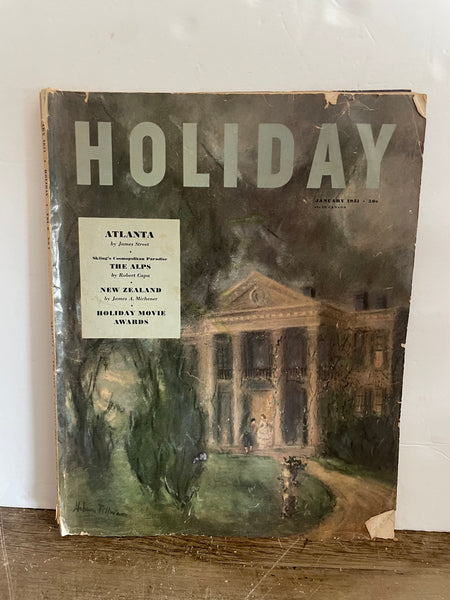 HOLIDAY
JANUARY 1951 • 50c
ATLANTA
by James Street
Skiing's Cosmopolitan Paradise
THE ALPS
by Robert Capa
NEW ZEALAND
by James A. Michener
HOLIDAY MOVIE
AWARDS